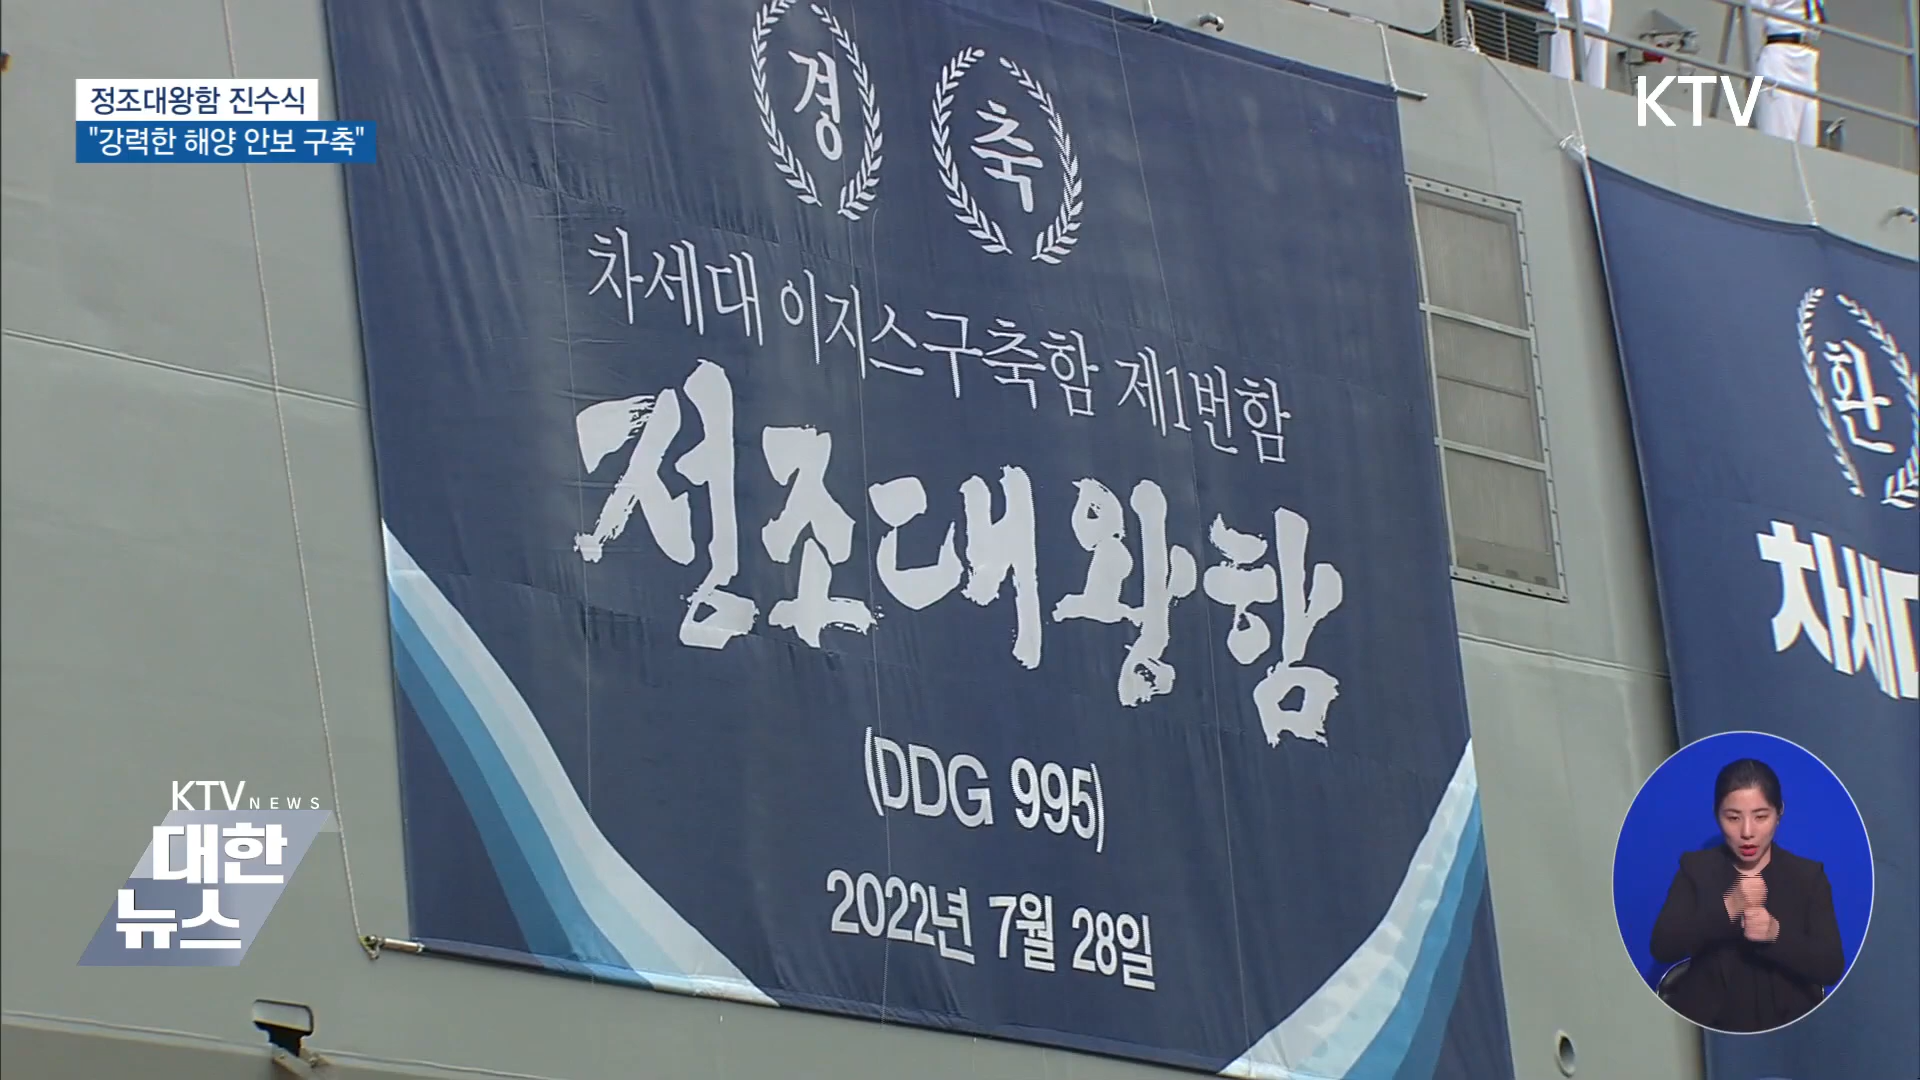 정조대왕함 진수식
"강력한 해양 안보 구축"
KTV
경 축
차세대 이지스구축함 제1번함
정조대왕함
(DDG 995)
2022년 7월 28일
환
차세대
KTV NEWS
대한
뉴스